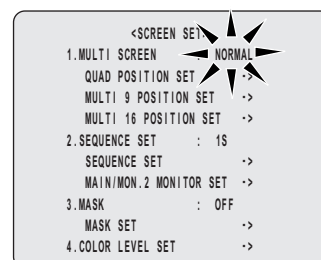 <SCREEN SET>
1.MULTI SCREEN : NORMAL
QUAD POSITION SET ->
MULTI 9 POSITION SET ->
MULTI 16 POSITION SET ->
2.SEQUENCE SET : 1S
SEQUENCE SET ->
MAIN/MON.2 MONITOR SET ->
3.MASK : OFF
MASK SET ->
4.COLOR LEVEL SET ->